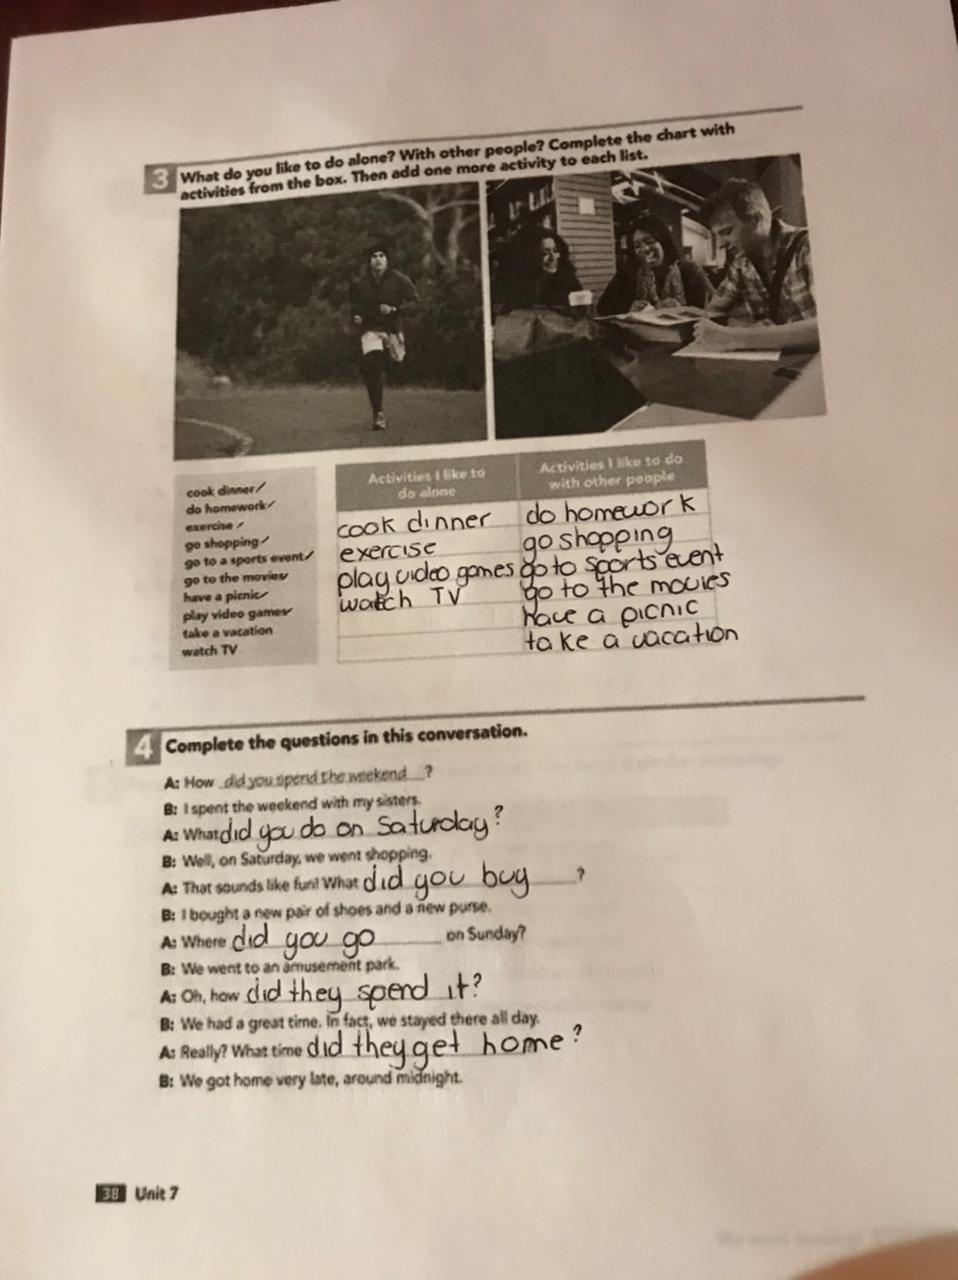 3 What do you like to do alone? With other people? Complete the chart with
activities from the box. Then add one more activity to each list.
cook dinner✓
do homework✓
exercise✓
go shopping✓
go to a sports event✓
go to the movies✓
have a picnic✓
play video games✓
take a vacation
watch TV
Activities I like to
do alone
cook dinner
exercise
play video games
watch TV
Activities I like to do
with other people
do homework
go shopping
go to sports event
go to the movies
have a picnic
take a vacation
4 Complete the questions in this conversation.
A: How did you spend the weekend ?
B: I spent the weekend with my sisters.
A: What did you do on Saturday?
B: Well, on Saturday, we went shopping.
A: That sounds like fun! What did you buy ?
B: I bought a new pair of shoes and a new purse.
A: Where did you go on Sunday?
B: We went to an amusement park.
A: Oh, how did they spend it?
B: We had a great time. In fact, we stayed there all day.
A: Really? What time did they get home?
B: We got home very late, around midnight.
38 Unit 7